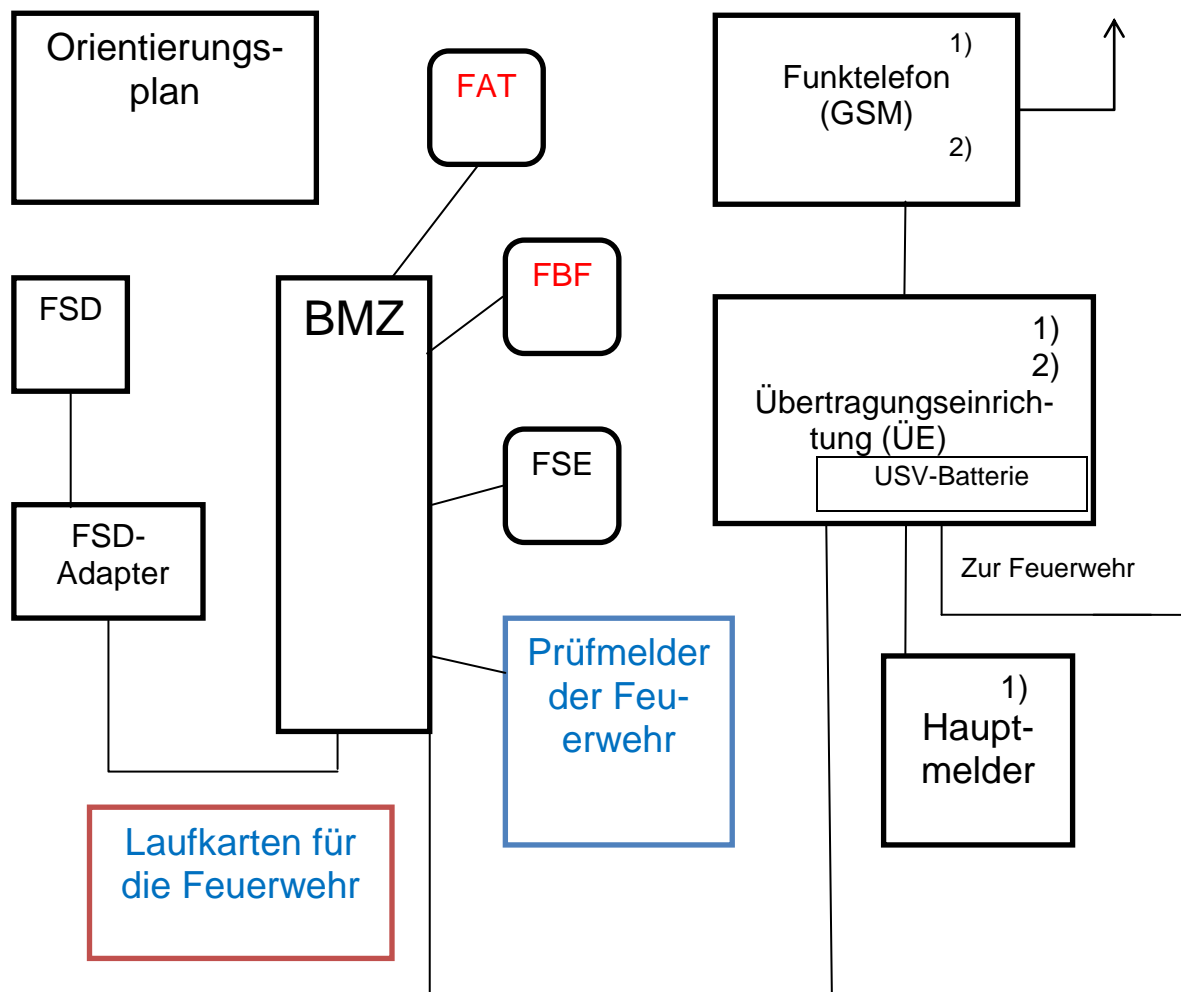 Orientierungs-
plan
FAT
1)
Funktelefon
(GSM)
2)
FSD
BMZ
FBF
1)
2)
Übertragungseinrich-
tung (ÜE)
USV-Batterie
FSE
FSD-
Adapter
Zur Feuerwehr
Prüfmelder
der Feu-
erwehr
1)
Haupt-
melder
Laufkarten für
die Feuerwehr